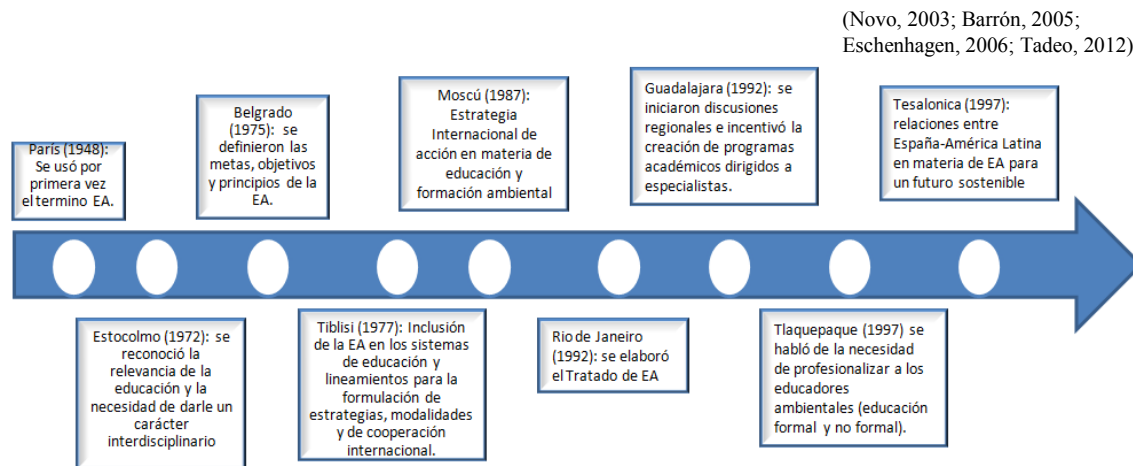 (Novo, 2003; Barrón, 2005;
Eschenhagen, 2006; Tadeo, 2012)
París (1948):
Se usó por
primera vez
el termino EA.
Estocolmo (1972): se
reconoció la
relevancia de la
educación y la
necesidad de darle un
carácter
interdisciplinario
Belgrado
(1975): se
definieron las
metas, objetivos
y principios de la
EA.
Tiblisi (1977): Inclusión
de la EA en los sistemas
de educación y
lineamientos para la
formulación de
estrategias, modalidades
y de cooperación
internacional.
Moscú (1987):
Estrategia
Internacional de
acción en materia de
educación y
formación ambiental
Rio de Janeiro
(1992): se elaboró
el Tratado de EA
Guadalajara (1992): se
iniciaron discusiones
regionales e incentivó la
creación de programas
académicos dirigidos a
especialistas.
Tlaquepaque (1997) se
habló de la necesidad
de profesionalizar a los
educadores
ambientales (educación
formal y no formal).
Tesalonica (1997):
relaciones entre
España-América Latina
en materia de EA para
un futuro sostenible